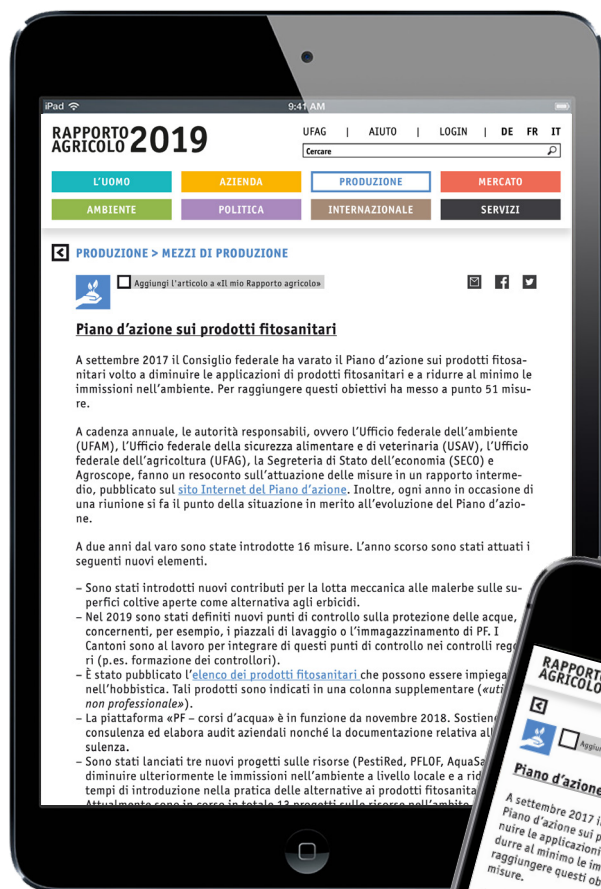 iPad 9:41 AM
RAPPORTO
AGRICOLO 2019
UFAG | AIUTO | LOGIN | DE FR IT
Cercare
L'UOMO AZIENDA PRODUZIONE MERCATO
AMBIENTE POLITICA INTERNAZIONALE SERVIZI
PRODUZIONE > MEZZI DI PRODUZIONE
Aggiungi l'articolo a «Il mio Rapporto agricolo»
Piano d'azione sui prodotti fitosanitari
A settembre 2017 il Consiglio federale ha varato il Piano d'azione sui prodotti fitosa-
nitari volto a diminuire le applicazioni di prodotti fitosanitari e a ridurre al minimo le
immissioni nell'ambiente. Per raggiungere questi obiettivi ha messo a punto 51 misu-
re.
A cadenza annuale, le autorità responsabili, ovvero l'Ufficio federale dell'ambiente
(UFAM), l'Ufficio federale della sicurezza alimentare e di veterinaria (USAV), l'Ufficio
federale dell'agricoltura (UFAG), la Segreteria di Stato dell'economia (SECO) e
Agroscope, fanno un resoconto sull'attuazione delle misure in un rapporto interme-
dio, pubblicato sul sito Internet del Piano d'azione. Inoltre, ogni anno in occasione di
una riunione si fa il punto della situazione in merito all'evoluzione del Piano d'azio-
ne.
A due anni dal varo sono state introdotte 16 misure. L'anno scorso sono stati attuati i
seguenti nuovi elementi.
– Sono stati introdotti nuovi contributi per la lotta meccanica alle malerbe sulle su-
perfici coltive aperte come alternativa agli erbicidi.
– Nel 2019 sono stati definiti nuovi punti di controllo sulla protezione delle acque,
concernenti, per esempio, i piazzali di lavaggio o l'immagazzinamento di PF. I
Cantoni sono al lavoro per integrare di questi punti di controllo nei controlli rego
ri (p.es. formazione dei controllori).
– È stato pubblicato l'elenco dei prodotti fitosanitari che possono essere impiega
nell'hobbistica. Tali prodotti sono indicati in una colonna supplementare («uti
non professionale»).
– La piattaforma «PF – corsi d'acqua» è in funzione da novembre 2018. Sostien
consulenza ed elabora audit aziendali nonché la documentazione relativa al
sulenza.
– Sono stati lanciati tre nuovi progetti sulle risorse (PestiRed, PFLOF, AquaSa
diminuire ulteriormente le immissioni nell'ambiente a livello locale e a rid
tempi di introduzione nella pratica delle alternative ai prodotti fitosanita
Attualmente sono in corso in totale 13 progetti sulle risorse nell'ambito
RAPPORT
AGRICOLO
Aggiun
Piano d'azione
A settembre 2017 i
Piano d'azione sui p
nuire le applicazioni
durre al minimo le im
raggiungere questi ob
misure.